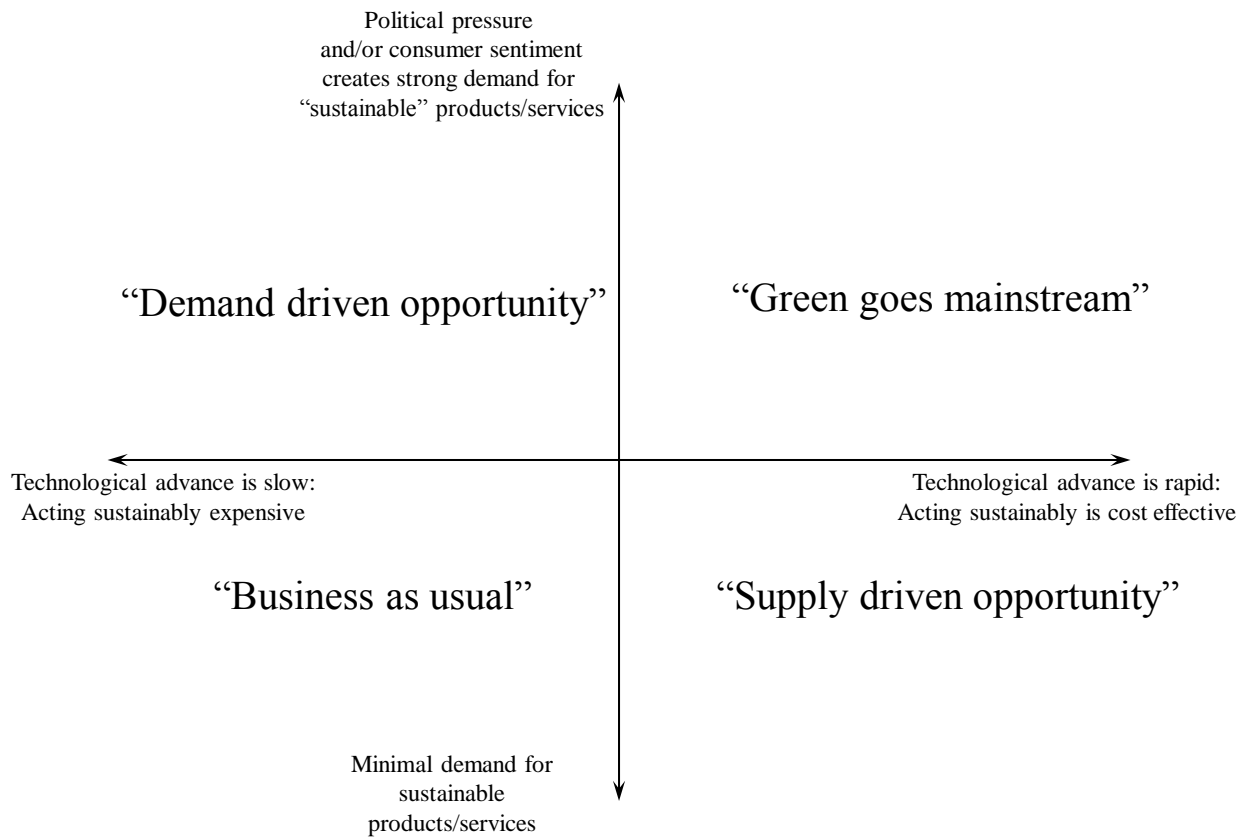 Political pressure
and/or consumer sentiment
creates strong demand for
“sustainable” products/services
“Demand driven opportunity”
“Green goes mainstream”
Technological advance is slow:
Acting sustainably expensive
Technological advance is rapid:
Acting sustainably is cost effective
“Business as usual”
“Supply driven opportunity”
Minimal demand for
sustainable
products/services